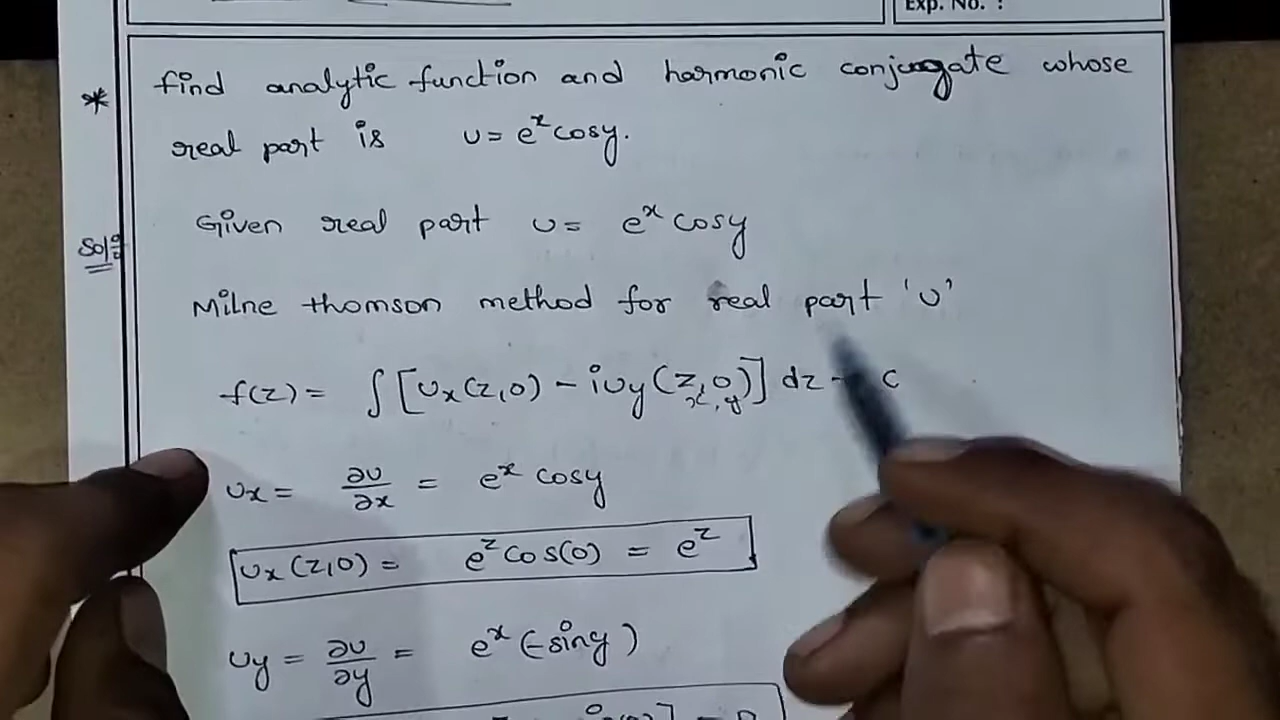 Exp. No. :
* find analytic function and harmonic conjugate whose
real part is u = e^x cosy.
Sol:- Given real part u = e^x cosy
Milne thomson method for real part 'u'
f(z) = ∫ [ux(z,0) - iuy(z,0)] dz + c
x, y
ux = ∂u/∂x = e^x cosy
ux(z,0) = e^z cos(0) = e^z
uy = ∂u/∂y = e^x (-siny)